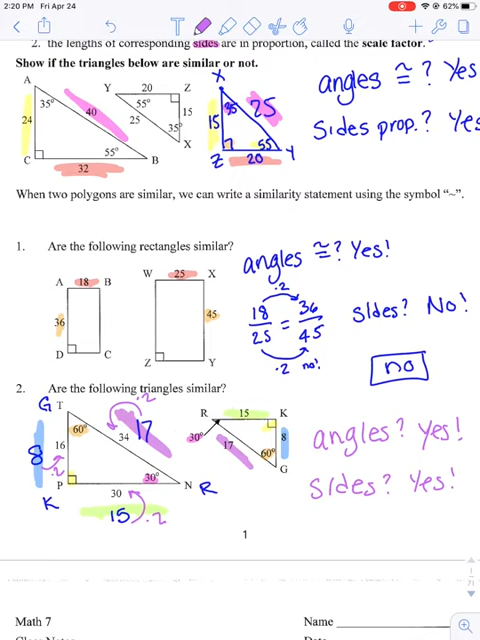 2:20 PM Fri Apr 24
62%
T
2. the lengths of corresponding sides are in proportion, called the scale factor.
Show if the triangles below are similar or not.
A
35°
24
40
C
55°
B
32
Y
20
Z
55°
25
15
35°
X
X
35
25
15
55
Z
20
Y
angles ≅? Yes
Sides prop.? Yes
When two polygons are similar, we can write a similarity statement using the symbol “~”.
1. Are the following rectangles similar?
angles ≅? Yes!
A 18 B
36
D C
W 25 X
45
Z Y
·2
18/25 = 36/45
·2 no!
sides? No!
no
2. Are the following triangles similar?
G T
60°
·2
34 17
8 16
·2
P
30°
N R
30
K
15 ·2
R 15 K
30°
17
8
60°
G
angles? Yes!
sides? Yes!
1
1
71
Math 7
Name